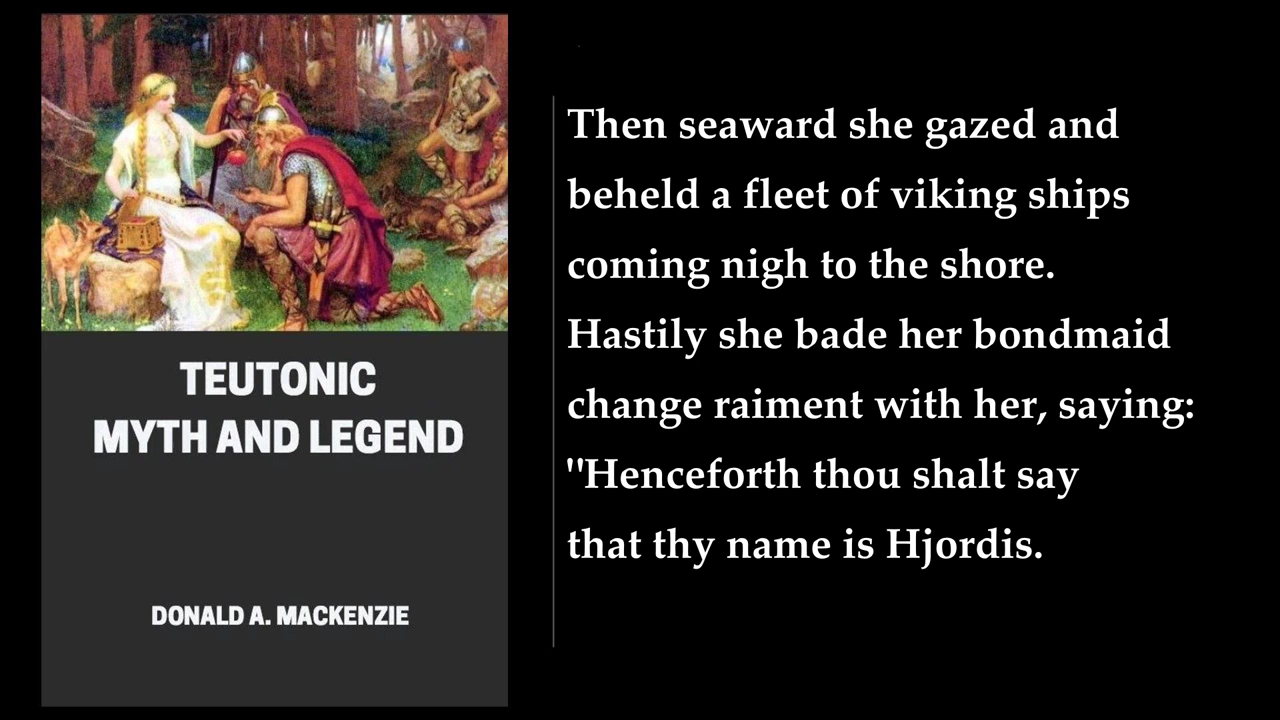 TEUTONIC
MYTH AND LEGEND
DONALD A. MACKENZIE
Then seaward she gazed and
beheld a fleet of viking ships
coming nigh to the shore.
Hastily she bade her bondmaid
change raiment with her, saying:
"Henceforth thou shalt say
that thy name is Hjordis.